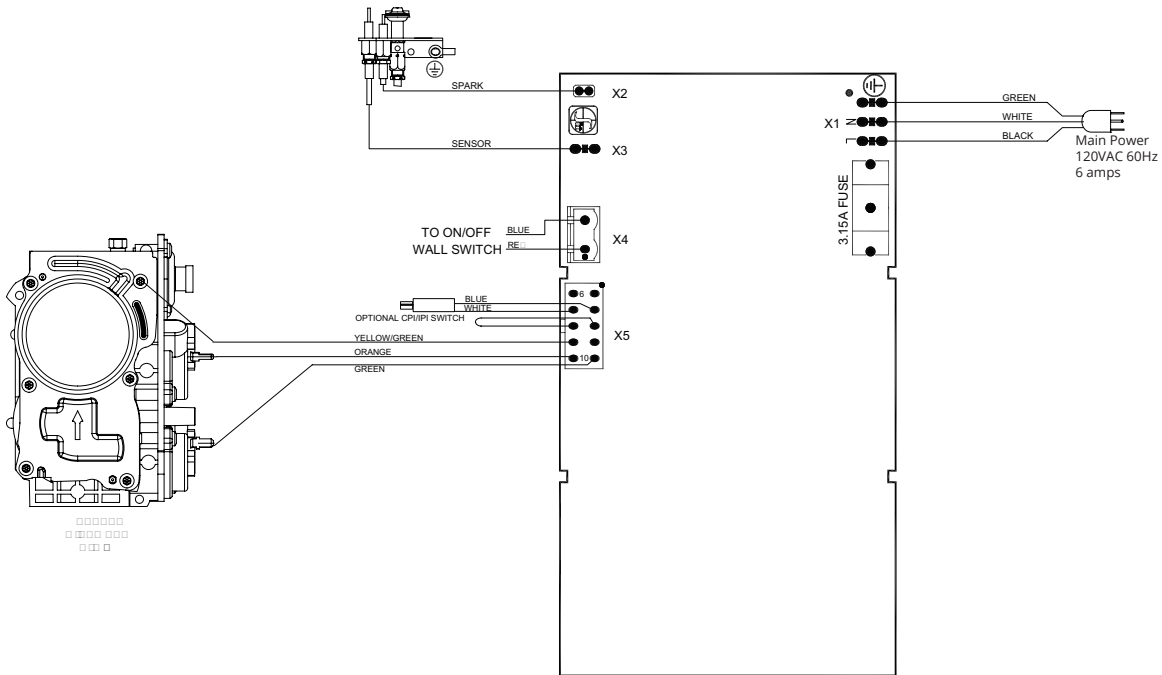 SPARK
X2
SENSOR
X3
TO ON/OFF
WALL SWITCH
BLUE
X4
6
BLUE
WHITE
OPTIONAL CPI/IPI SWITCH
X5
YELLOW/GREEN
ORANGE
10
GREEN
X1
N
L
GREEN
WHITE
BLACK
Main Power
120VAC 60Hz
6 amps
3.15A FUSE